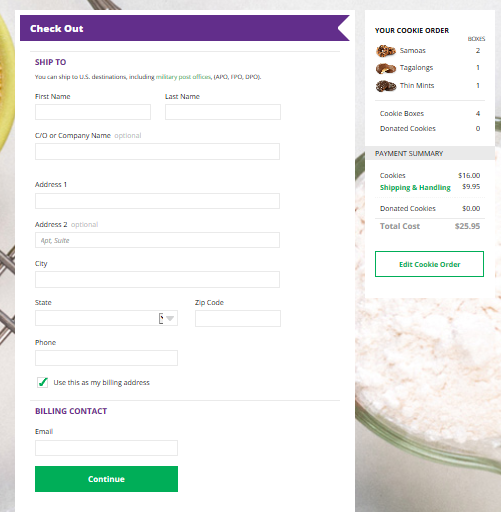 Check Out
SHIP TO
You can ship to U.S. destinations, including military post offices, (APO, FPO, DPO).
First Name
Last Name
C/O or Company Name optional
Address 1
Address 2 optional
Apt, Suite
City
State
Zip Code
Phone
Use this as my billing address
BILLING CONTACT
Email
Continue
YOUR COOKIE ORDER
BOXES
Samoas 2
Tagalongs 1
Thin Mints 1
Cookie Boxes 4
Donated Cookies 0
PAYMENT SUMMARY
Cookies $16.00
Shipping & Handling $9.95
Donated Cookies $0.00
Total Cost $25.95
Edit Cookie Order